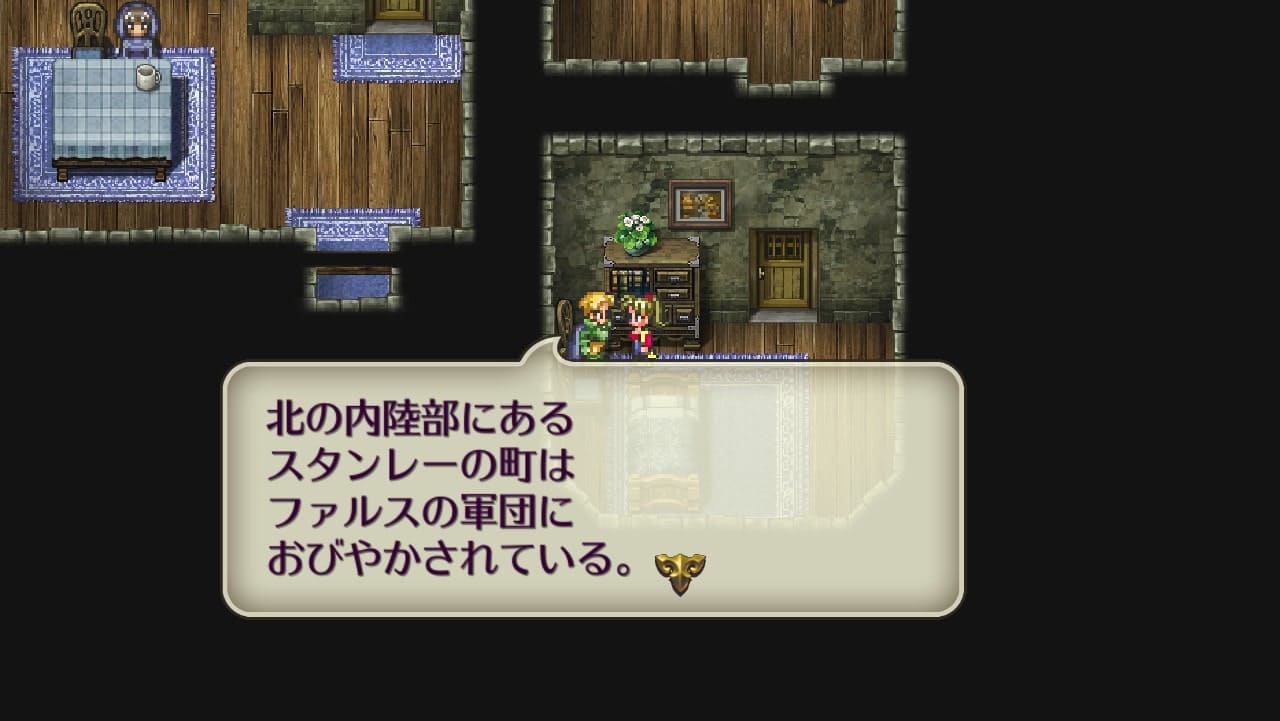 北の内陸部にある
スタンレーの町は
ファルスの軍団に
おびやかされている。